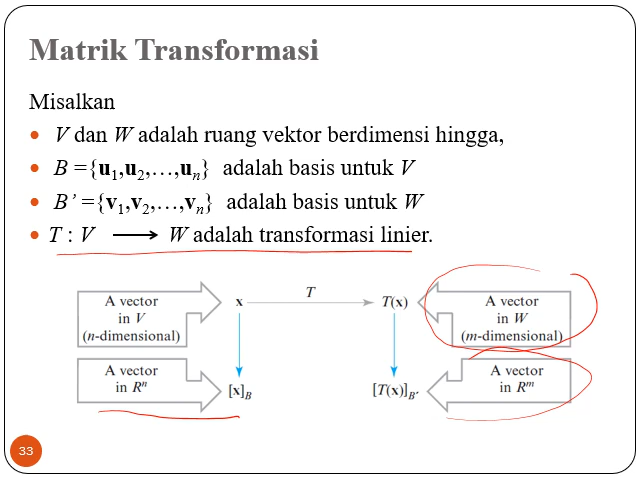 Matrik Transformasi
Misalkan
• V dan W adalah ruang vektor berdimensi hingga,
• B ={u₁,u₂,…,uₙ} adalah basis untuk V
• B’ ={v₁,v₂,…,vₙ} adalah basis untuk W
• T : V ⟶ W adalah transformasi linier.
A vector
in V
(n-dimensional)
x
T
T(x)
A vector
in W
(m-dimensional)
A vector
in Rⁿ
[x]B
[T(x)]B′
A vector
in Rᵐ
33